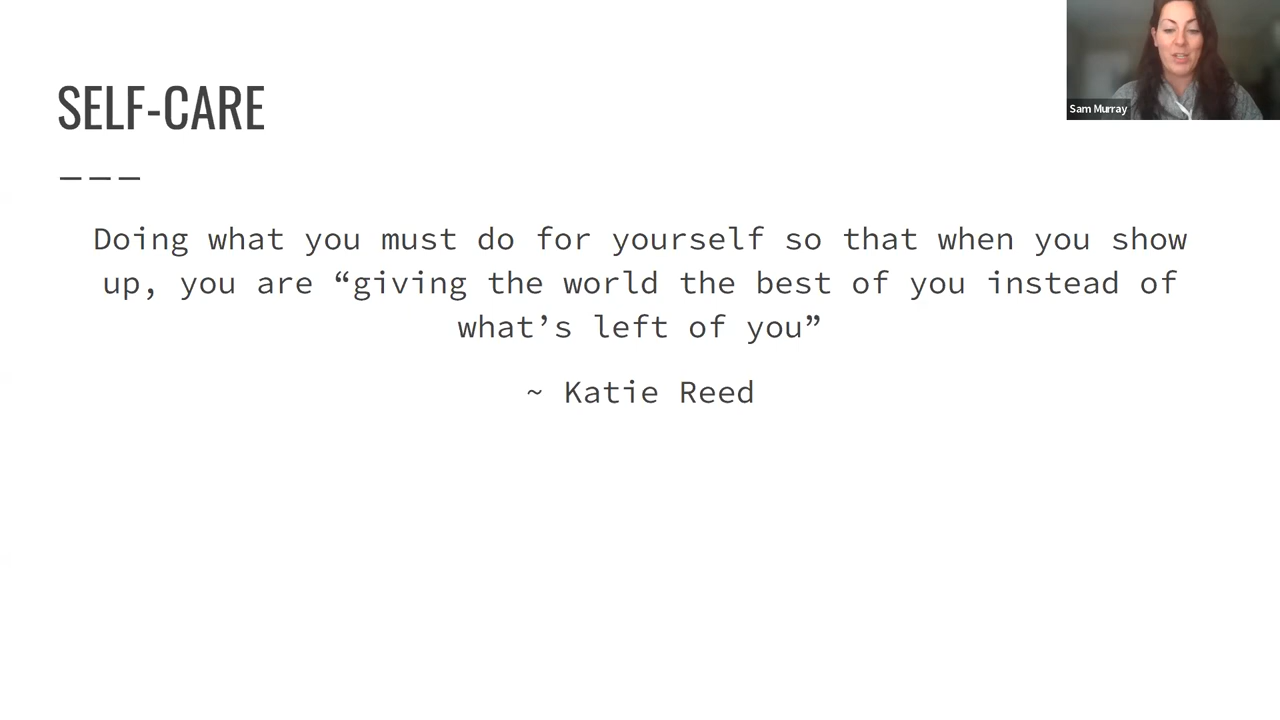 SELF-CARE
Doing what you must do for yourself so that when you show
up, you are “giving the world the best of you instead of
what’s left of you”
~ Katie Reed
Sam Murray